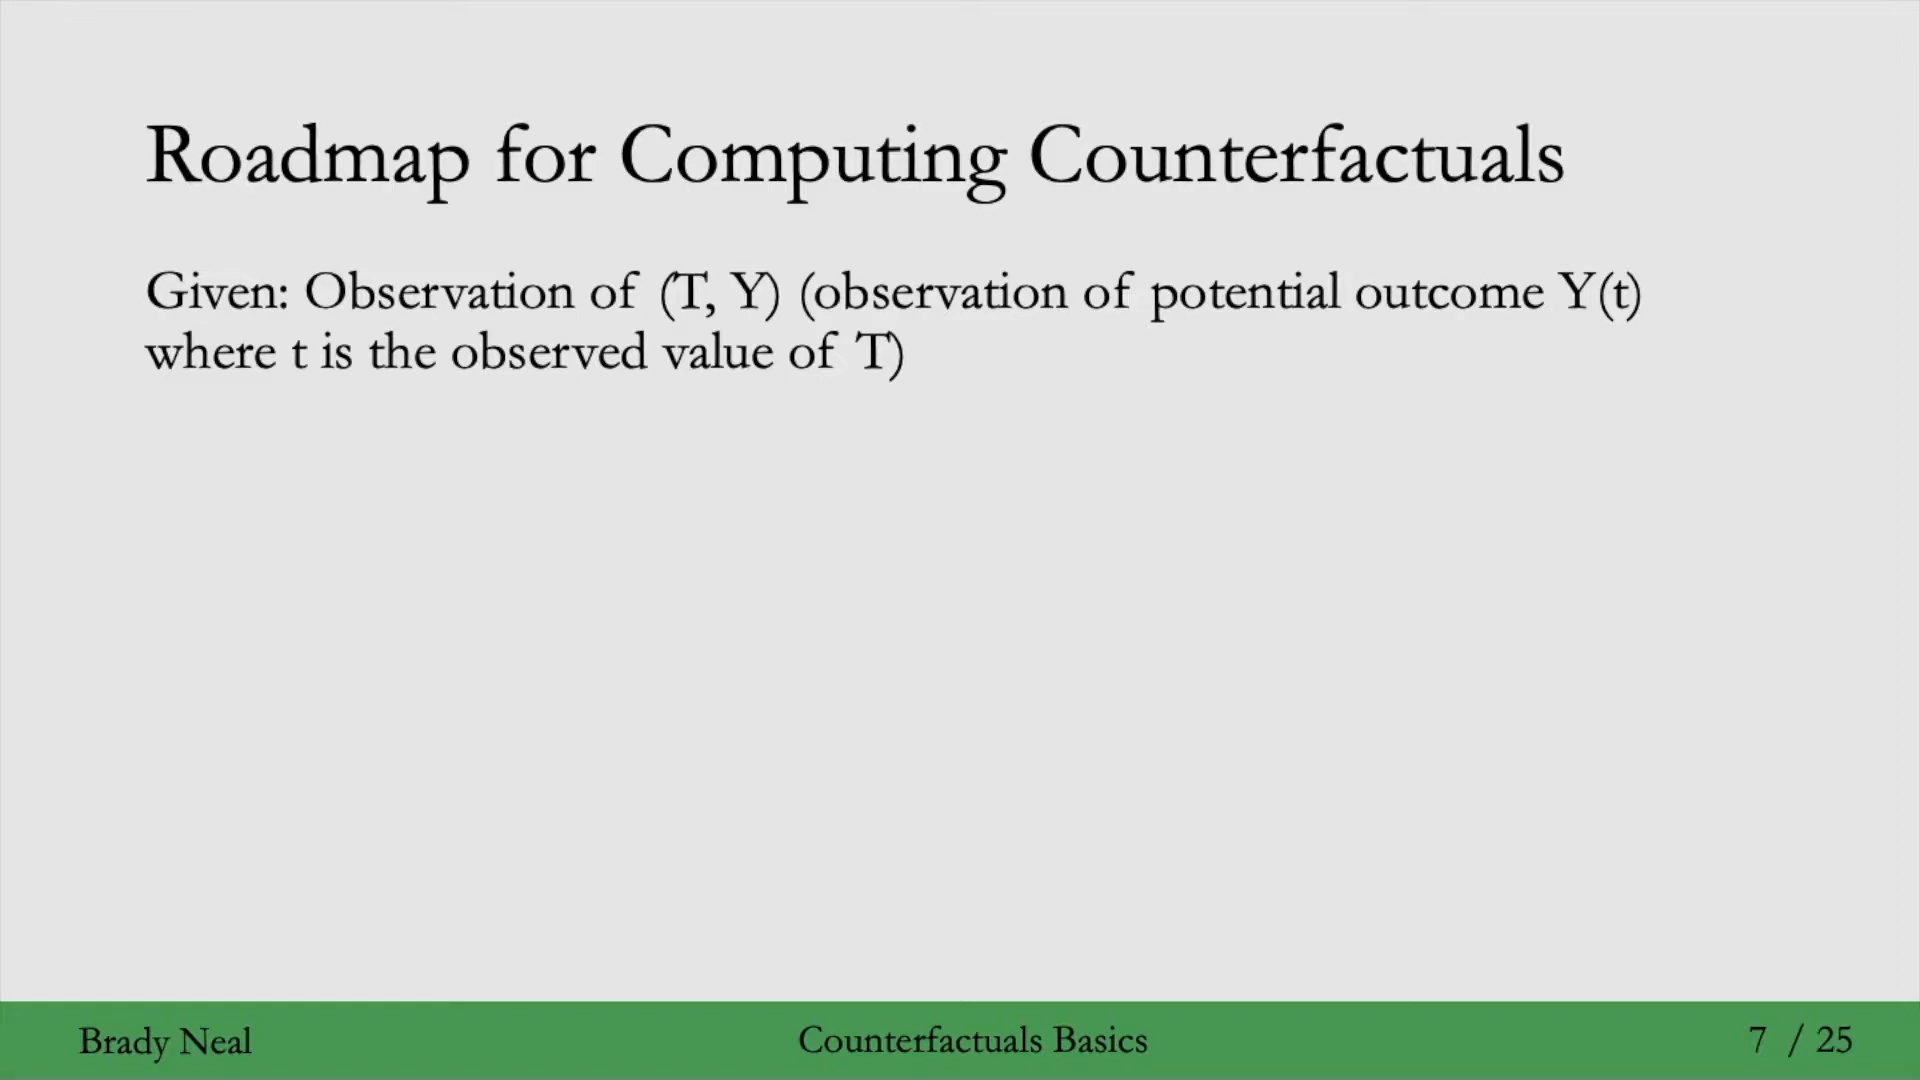 Roadmap for Computing Counterfactuals
Given: Observation of (T, Y) (observation of potential outcome Y(t)
where t is the observed value of T)
Brady Neal
Counterfactuals Basics
7 / 25